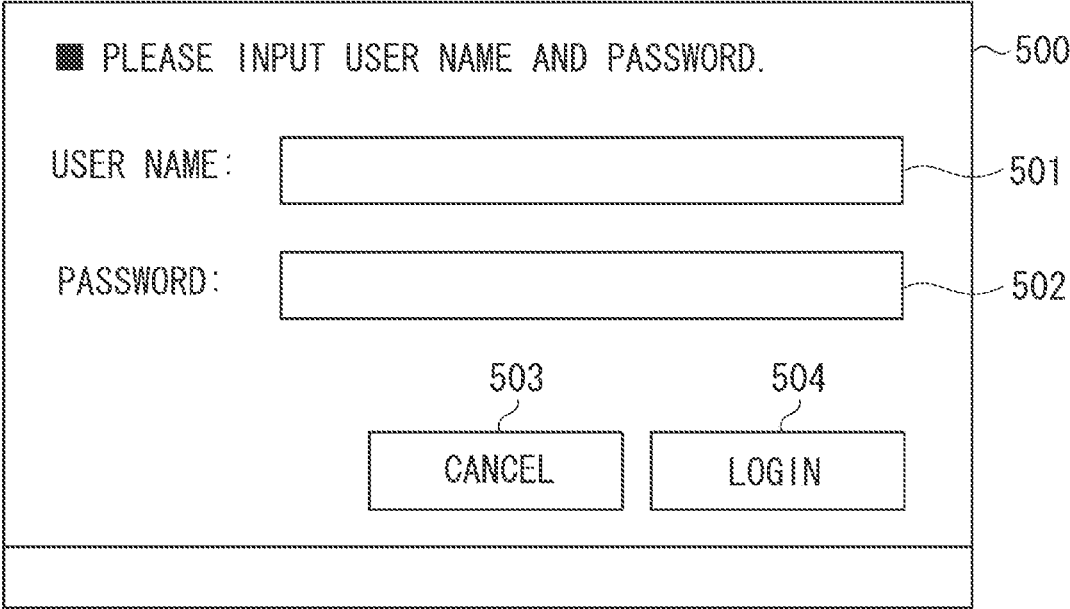 ■ PLEASE INPUT USER NAME AND PASSWORD.
500
USER NAME:
501
PASSWORD:
502
503
504
CANCEL
LOGIN